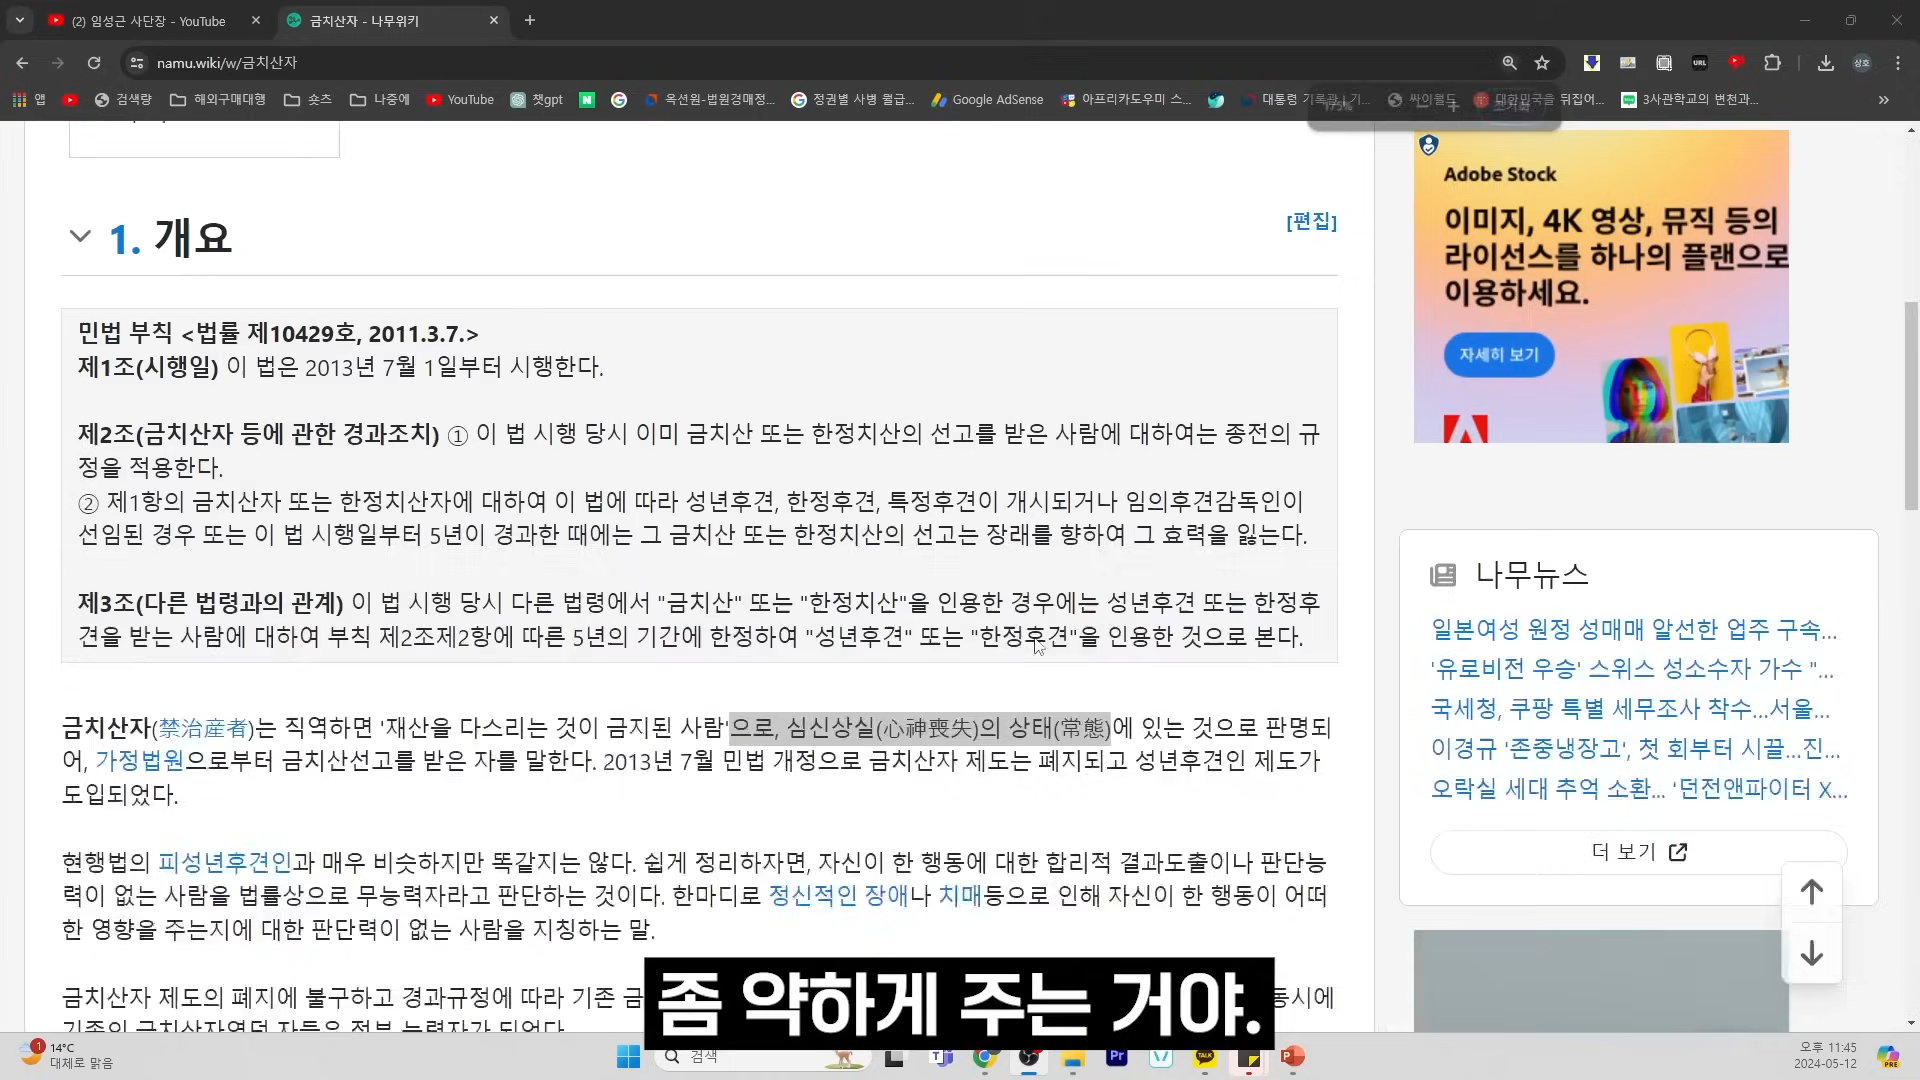 (2) 임성근 사단장 - YouTube
금치산자 - 나무위키
namu.wiki/w/금치산자
상호
앱
검색량
해외구매대행
숏츠
나중에
YouTube
챗gpt
옥션원-법원경매정...
정권별 사병 월급...
Google AdSense
아프리카도우미 스...
대통령 기록관 | 기...
싸이월드
대한민국을 뒤집어...
3사관학교의 변천과...
175%
1. 개요
[편집]
민법 부칙 <법률 제10429호, 2011.3.7.>
제1조(시행일) 이 법은 2013년 7월 1일부터 시행한다.
제2조(금치산자 등에 관한 경과조치) ① 이 법 시행 당시 이미 금치산 또는 한정치산의 선고를 받은 사람에 대하여는 종전의 규
정을 적용한다.
② 제1항의 금치산자 또는 한정치산자에 대하여 이 법에 따라 성년후견, 한정후견, 특정후견이 개시되거나 임의후견감독인이
선임된 경우 또는 이 법 시행일부터 5년이 경과한 때에는 그 금치산 또는 한정치산의 선고는 장래를 향하여 그 효력을 잃는다.
제3조(다른 법령과의 관계) 이 법 시행 당시 다른 법령에서 "금치산" 또는 "한정치산"을 인용한 경우에는 성년후견 또는 한정후
견을 받는 사람에 대하여 부칙 제2조제2항에 따른 5년의 기간에 한정하여 "성년후견" 또는 "한정후견"을 인용한 것으로 본다.
금치산자(禁治産者)는 직역하면 '재산을 다스리는 것이 금지된 사람'으로, 심신상실(心神喪失)의 상태(常態)에 있는 것으로 판명되
어, 가정법원으로부터 금치산선고를 받은 자를 말한다. 2013년 7월 민법 개정으로 금치산자 제도는 폐지되고 성년후견인 제도가
도입되었다.
현행법의 피성년후견인과 매우 비슷하지만 똑같지는 않다. 쉽게 정리하자면, 자신이 한 행동에 대한 합리적 결과도출이나 판단능
력이 없는 사람을 법률상으로 무능력자라고 판단하는 것이다. 한마디로 정신적인 장애나 치매등으로 인해 자신이 한 행동이 어떠
한 영향을 주는지에 대한 판단력이 없는 사람을 지칭하는 말.
금치산자 제도의 폐지에 불구하고 경과규정에 따라 기존 금
동시에
기존의 금치산자였던 자들은 전부 능력자가 되었다.
좀 약하게 주는 거야.
Adobe Stock
이미지, 4K 영상, 뮤직 등의
라이선스를 하나의 플랜으로
이용하세요.
자세히 보기
나무뉴스
일본여성 원정 성매매 알선한 업주 구속...
'유로비전 우승' 스위스 성소수자 가수 "...
국세청, 쿠팡 특별 세무조사 착수...서울...
이경규 '존중냉장고', 첫 회부터 시끌...진...
오락실 세대 추억 소환... '던전앤파이터 X...
더 보기
1
14°C
대체로 맑음
검색
Pr
TALK
오후 11:45
2024-05-12
PRE